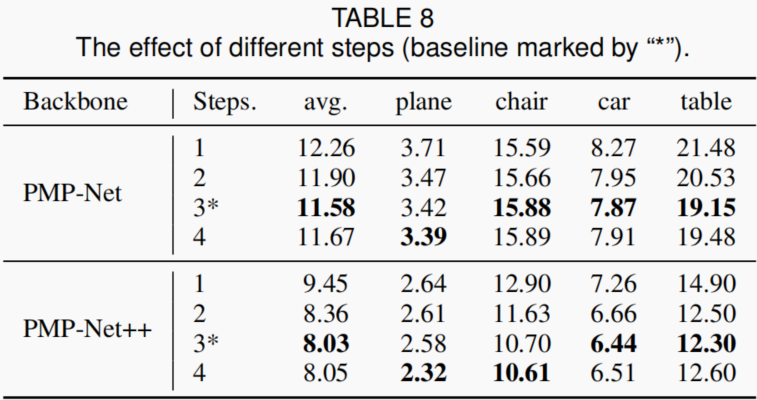 TABLE 8
The effect of different steps (baseline marked by “*”).
Backbone Steps. avg. plane chair car table
1 12.26 3.71 15.59 8.27 21.48
2 11.90 3.47 15.66 7.95 20.53
PMP-Net
3* 11.58 3.42 15.88 7.87 19.15
4 11.67 3.39 15.89 7.91 19.48
1 9.45 2.64 12.90 7.26 14.90
2 8.36 2.61 11.63 6.66 12.50
PMP-Net++
3* 8.03 2.58 10.70 6.44 12.30
4 8.05 2.32 10.61 6.51 12.60